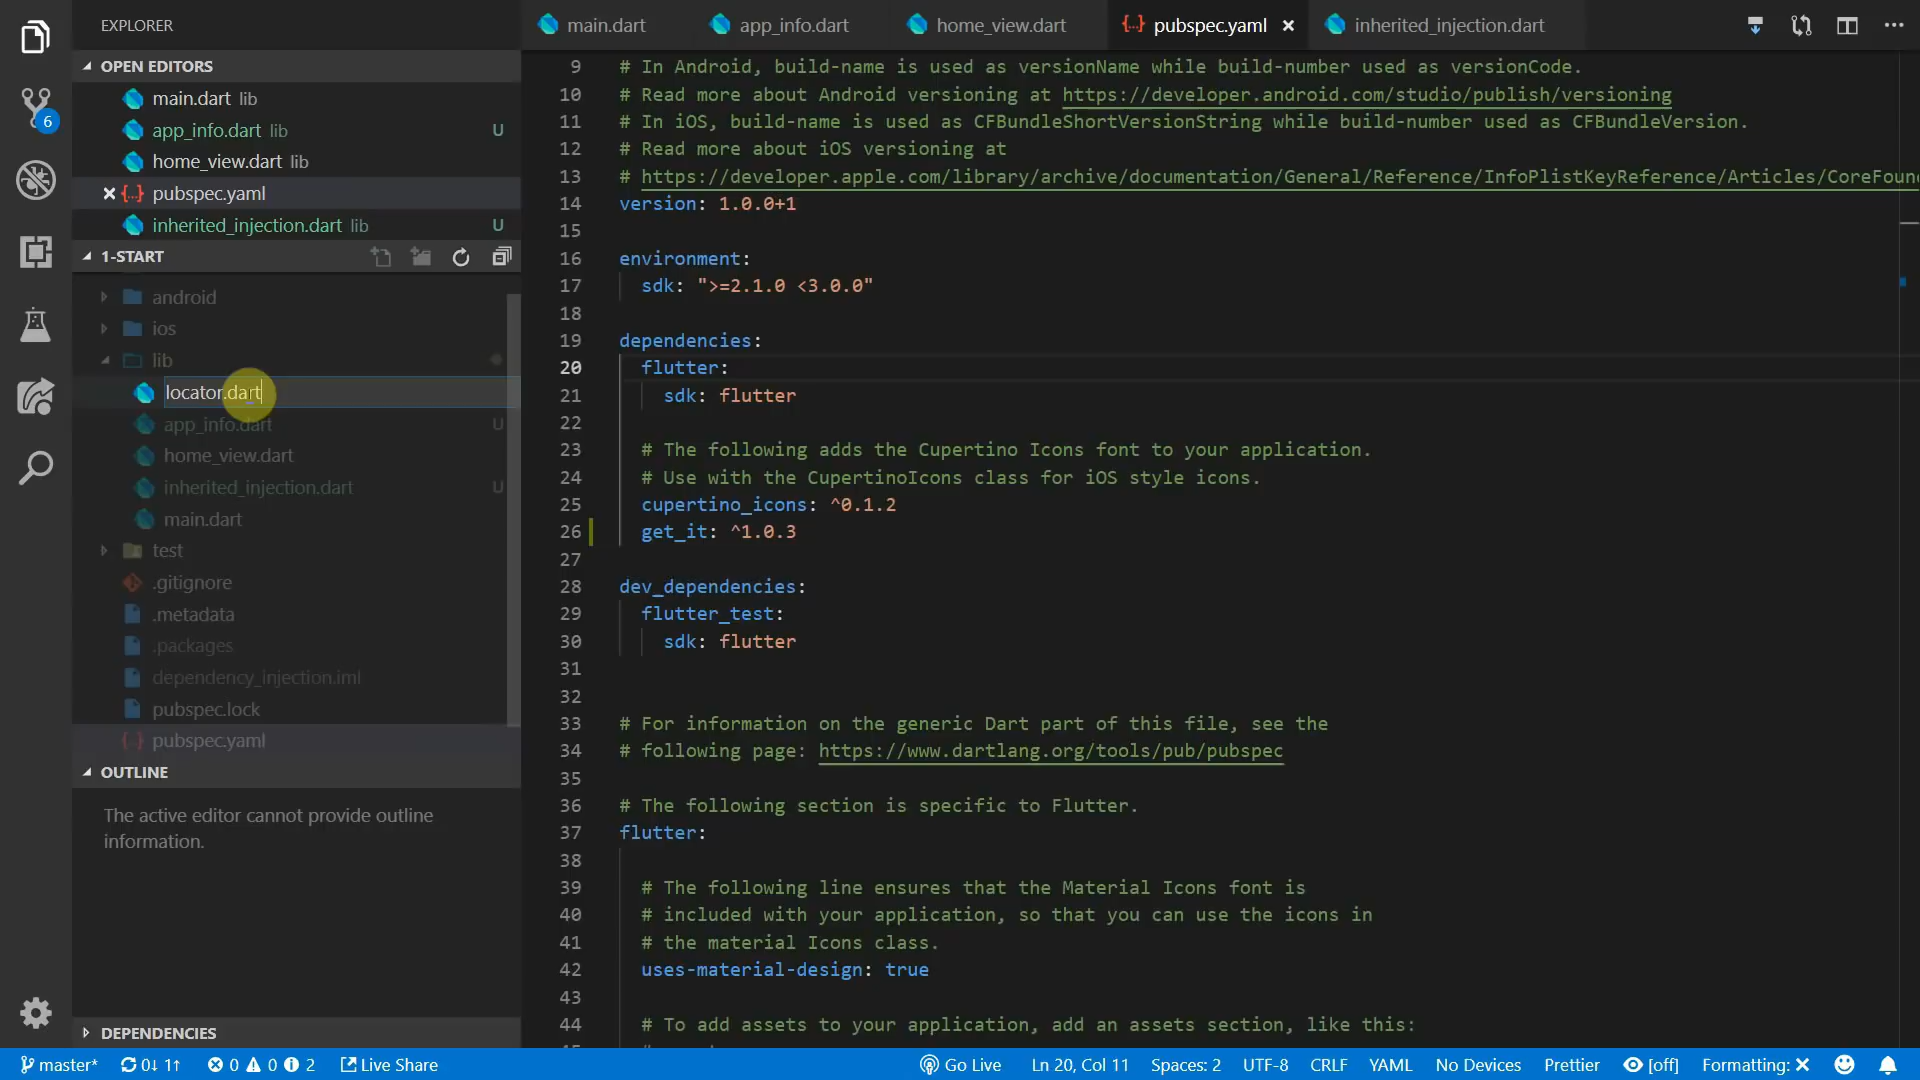 EXPLORER
OPEN EDITORS
main.dart lib
app_info.dart lib U
home_view.dart lib
pubspec.yaml
inherited_injection.dart lib U
1-START
android
ios
lib
locator.dart
app_info.dart U
home_view.dart
inherited_injection.dart U
main.dart
test
.gitignore
.metadata
.packages
dependency_injection.iml
pubspec.lock
pubspec.yaml
OUTLINE
The active editor cannot provide outline
information.
DEPENDENCIES
main.dart app_info.dart home_view.dart pubspec.yaml inherited_injection.dart
9 # In Android, build-name is used as versionName while build-number used as versionCode.
10 # Read more about Android versioning at https://developer.android.com/studio/publish/versioning
11 # In iOS, build-name is used as CFBundleShortVersionString while build-number used as CFBundleVersion.
12 # Read more about iOS versioning at
13 # https://developer.apple.com/library/archive/documentation/General/Reference/InfoPlistKeyReference/Articles/CoreFoun
14 version: 1.0.0+1
15
16 environment:
17 sdk: ">=2.1.0 <3.0.0"
18
19 dependencies:
20 flutter:
21 sdk: flutter
22
23 # The following adds the Cupertino Icons font to your application.
24 # Use with the CupertinoIcons class for iOS style icons.
25 cupertino_icons: ^0.1.2
26 get_it: ^1.0.3
27
28 dev_dependencies:
29 flutter_test:
30 sdk: flutter
31
32
33 # For information on the generic Dart part of this file, see the
34 # following page: https://www.dartlang.org/tools/pub/pubspec
35
36 # The following section is specific to Flutter.
37 flutter:
38
39 # The following line ensures that the Material Icons font is
40 # included with your application, so that you can use the icons in
41 # the material Icons class.
42 uses-material-design: true
43
44 # To add assets to your application, add an assets section, like this:
6
master* 0↓ 1↑ 0 0 2 Live Share Go Live Ln 20, Col 11 Spaces: 2 UTF-8 CRLF YAML No Devices Prettier [off] Formatting: ✕